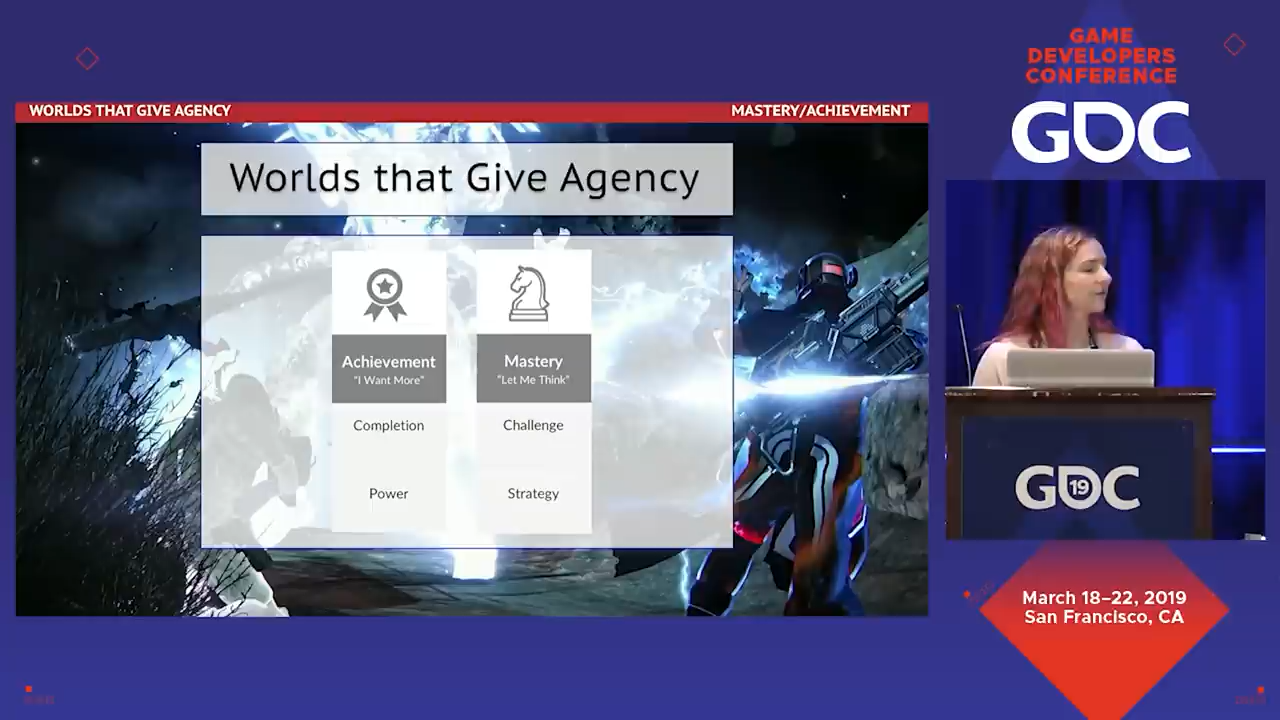 WORLDS THAT GIVE AGENCY
MASTERY/ACHIEVEMENT
Worlds that Give Agency
Achievement
"I Want More"
Completion
Power
Mastery
"Let Me Think"
Challenge
Strategy
GAME
DEVELOPERS
CONFERENCE
GDC
GDC
19
March 18–22, 2019
San Francisco, CA